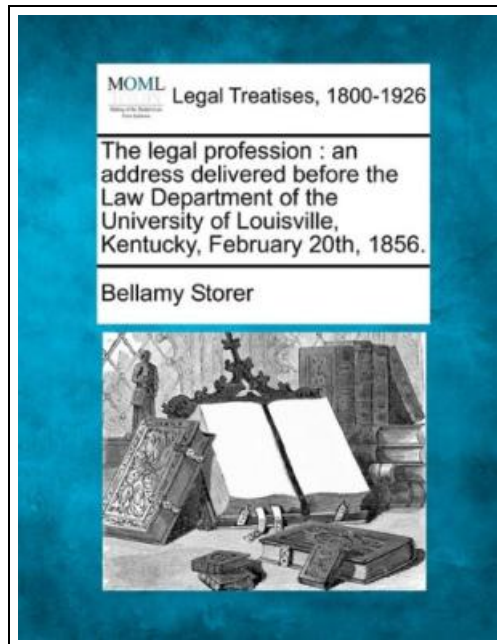 MOML
Legal Treatises, 1800-1926
The legal profession : an
address delivered before the
Law Department of the
University of Louisville,
Kentucky, February 20th, 1856.
Bellamy Storer